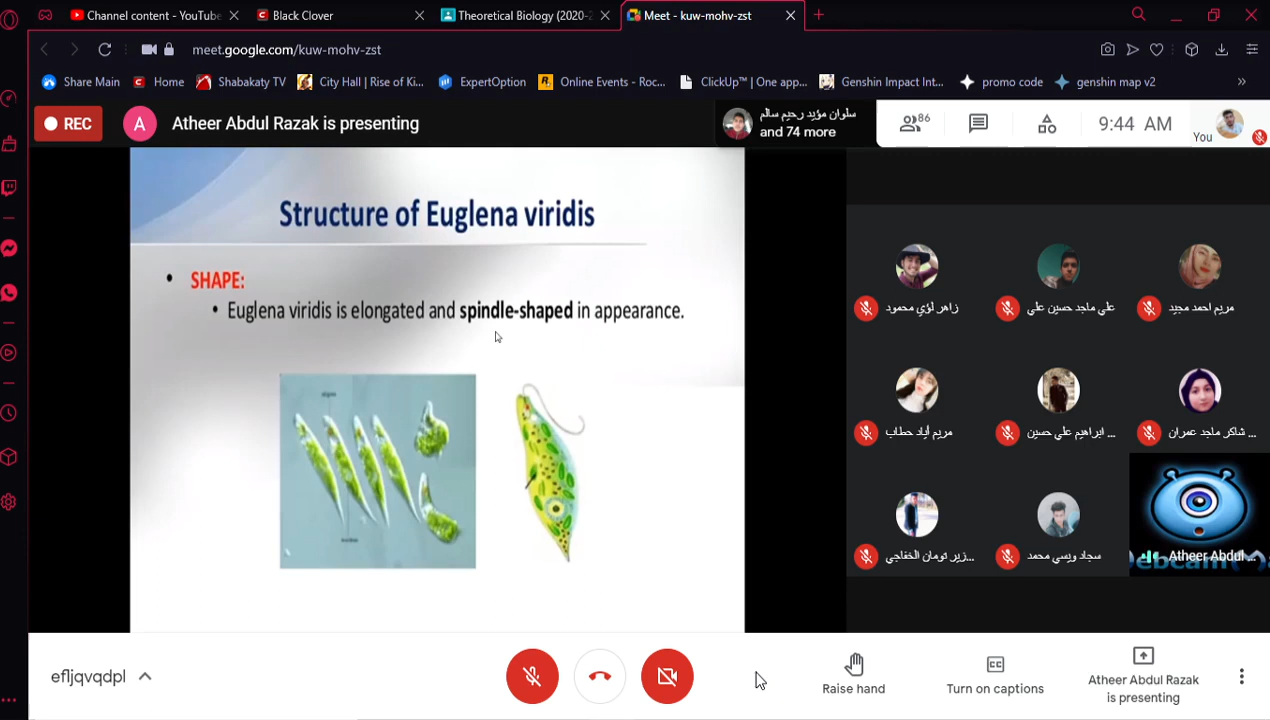 Channel content - YouTube
Black Clover
Theoretical Biology (2020-2
Meet - kuw-mohv-zst
meet.google.com/kuw-mohv-zst
Share Main
Home
Shabakaty TV
City Hall | Rise of Ki...
ExpertOption
Online Events - Roc...
ClickUp™ | One app...
Genshin Impact Int...
promo code
genshin map v2
REC
A
Atheer Abdul Razak is presenting
سلوان مؤيد رحيم سالم
and 74 more
86
9:44 AM
You
Structure of Euglena viridis
• SHAPE:
• Euglena viridis is elongated and spindle-shaped in appearance.
زاهر لؤي محمود
علي ماجد حسين علي
مريم احمد مجيد
مريم أياد حطاب
ابراهيم علي حسين ...
شاكر ماجد عمران ...
زير تومان الخفاجي...
سجاد ويسي محمد
Atheer Abdul ...
efljqvqdpl
Raise hand
Turn on captions
Atheer Abdul Razak
is presenting